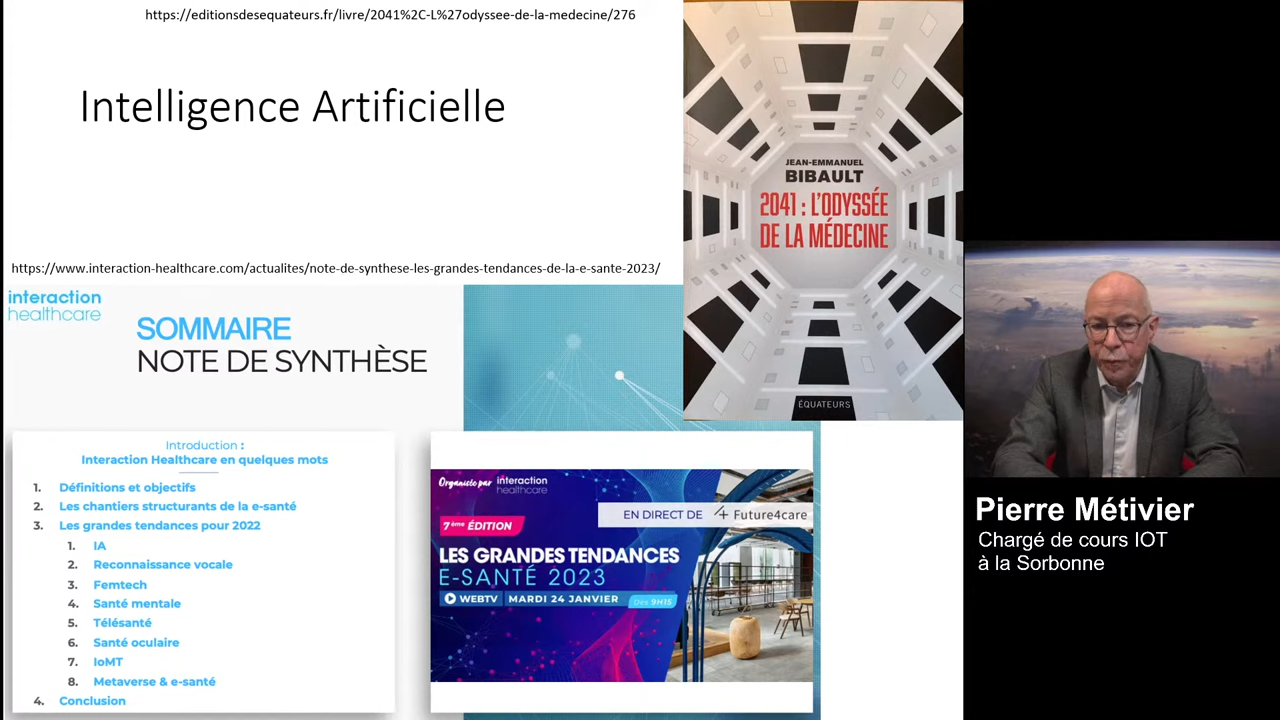 https://editionsdesequateurs.fr/livre/2041%2C-L%27odyssee-de-la-medecine/276
Intelligence Artificielle
JEAN-EMMANUEL
BIBAULT
2041 : L'ODYSSÉE
DE LA MÉDECINE
ÉQUATEURS
https://www.interaction-healthcare.com/actualites/note-de-synthese-les-grandes-tendances-de-la-e-sante-2023/
interaction
healthcare
SOMMAIRE
NOTE DE SYNTHÈSE
Introduction :
Interaction Healthcare en quelques mots
1. Définitions et objectifs
2. Les chantiers structurants de la e-santé
3. Les grandes tendances pour 2022
1. IA
2. Reconnaissance vocale
3. Femtech
4. Santé mentale
5. Télésanté
6. Santé oculaire
7. IoMT
8. Metaverse & e-santé
4. Conclusion
Organisée par interaction
healthcare
EN DIRECT DE Future4care
7ème ÉDITION
LES GRANDES TENDANCES
E-SANTÉ 2023
WEBTV | MARDI 24 JANVIER Dès 9H15
Pierre Métivier
Chargé de cours IOT
à la Sorbonne